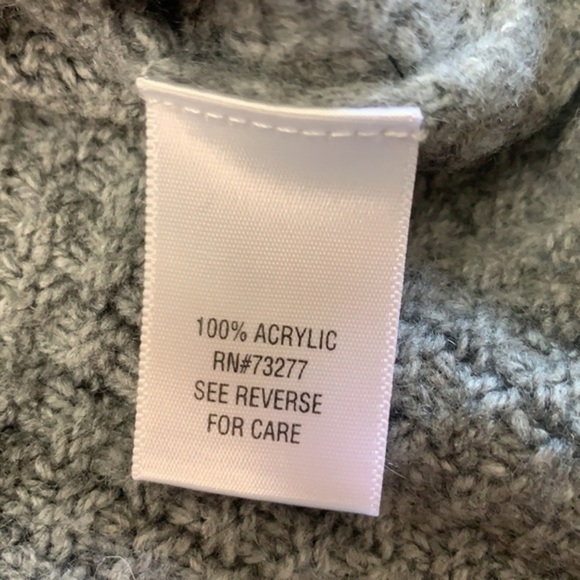 100% ACRYLIC
RN#73277
SEE REVERSE
FOR CARE